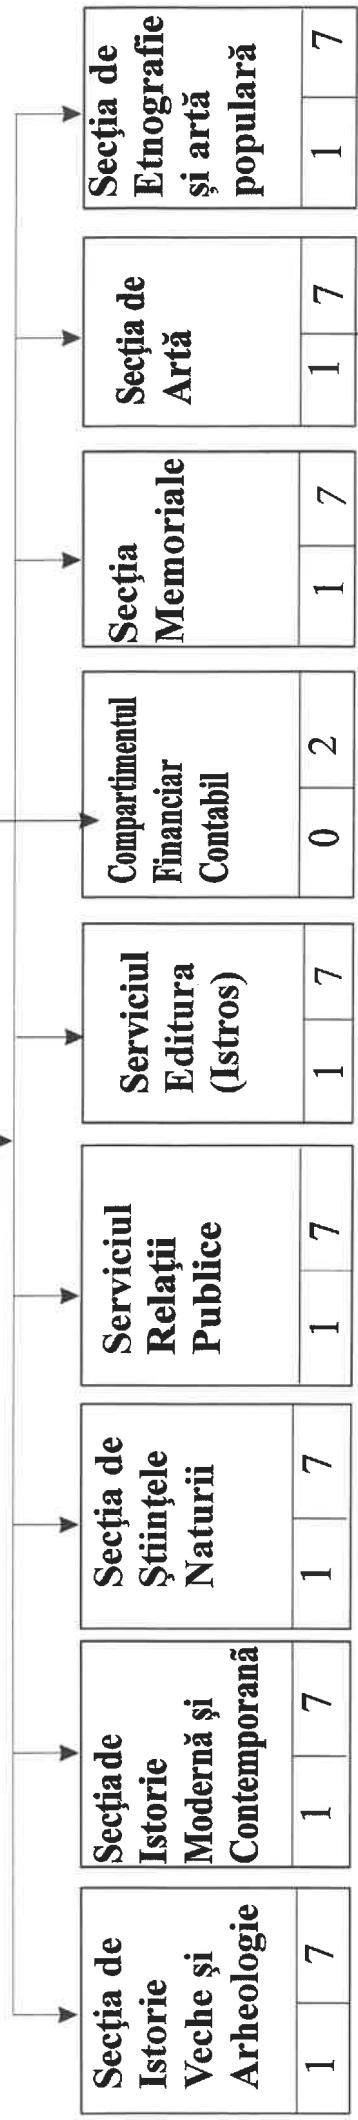 Secția de
Istorie
Veche și
Arheologie
1 7
Secțiade
Istorie
Modernă și
Contemporană
1 7
Secția de
Științele
Naturii
1 7
Serviciul
Relații
Publice
1 7
Serviciul
Editura
(Istros)
1 7
Compartimentul
Financiar
Contabil
0 2
Secția
Memoriale
1 7
Secția de
Artă
1 7
Secția de
Etnografie
și artă
populară
1 7